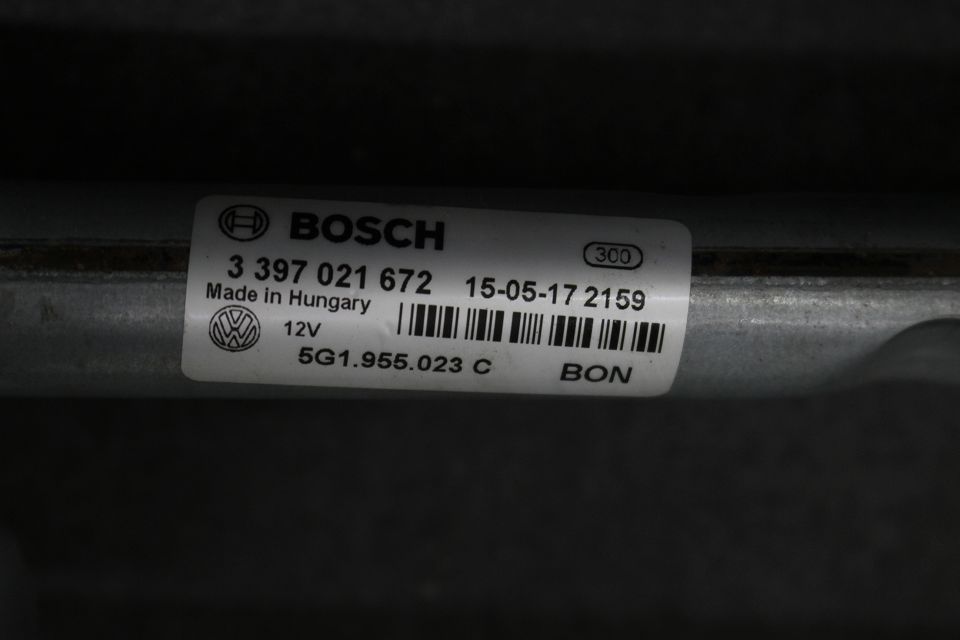 BOSCH
300
3 397 021 672 15-05-17 2159
Made in Hungary
12V
5G1.955.023 C BON